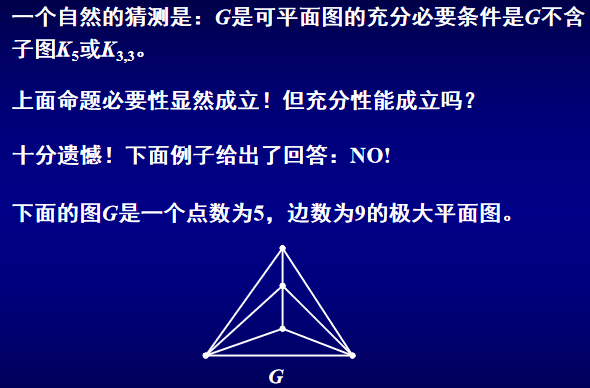 一个自然的猜测是：G是可平面图的充分必要条件是G不含
子图K₅或K₃,₃。
上面命题必要性显然成立！但充分性能成立吗？
十分遗憾！下面例子给出了回答：NO!
下面的图G是一个点数为5，边数为9的极大平面图。
G